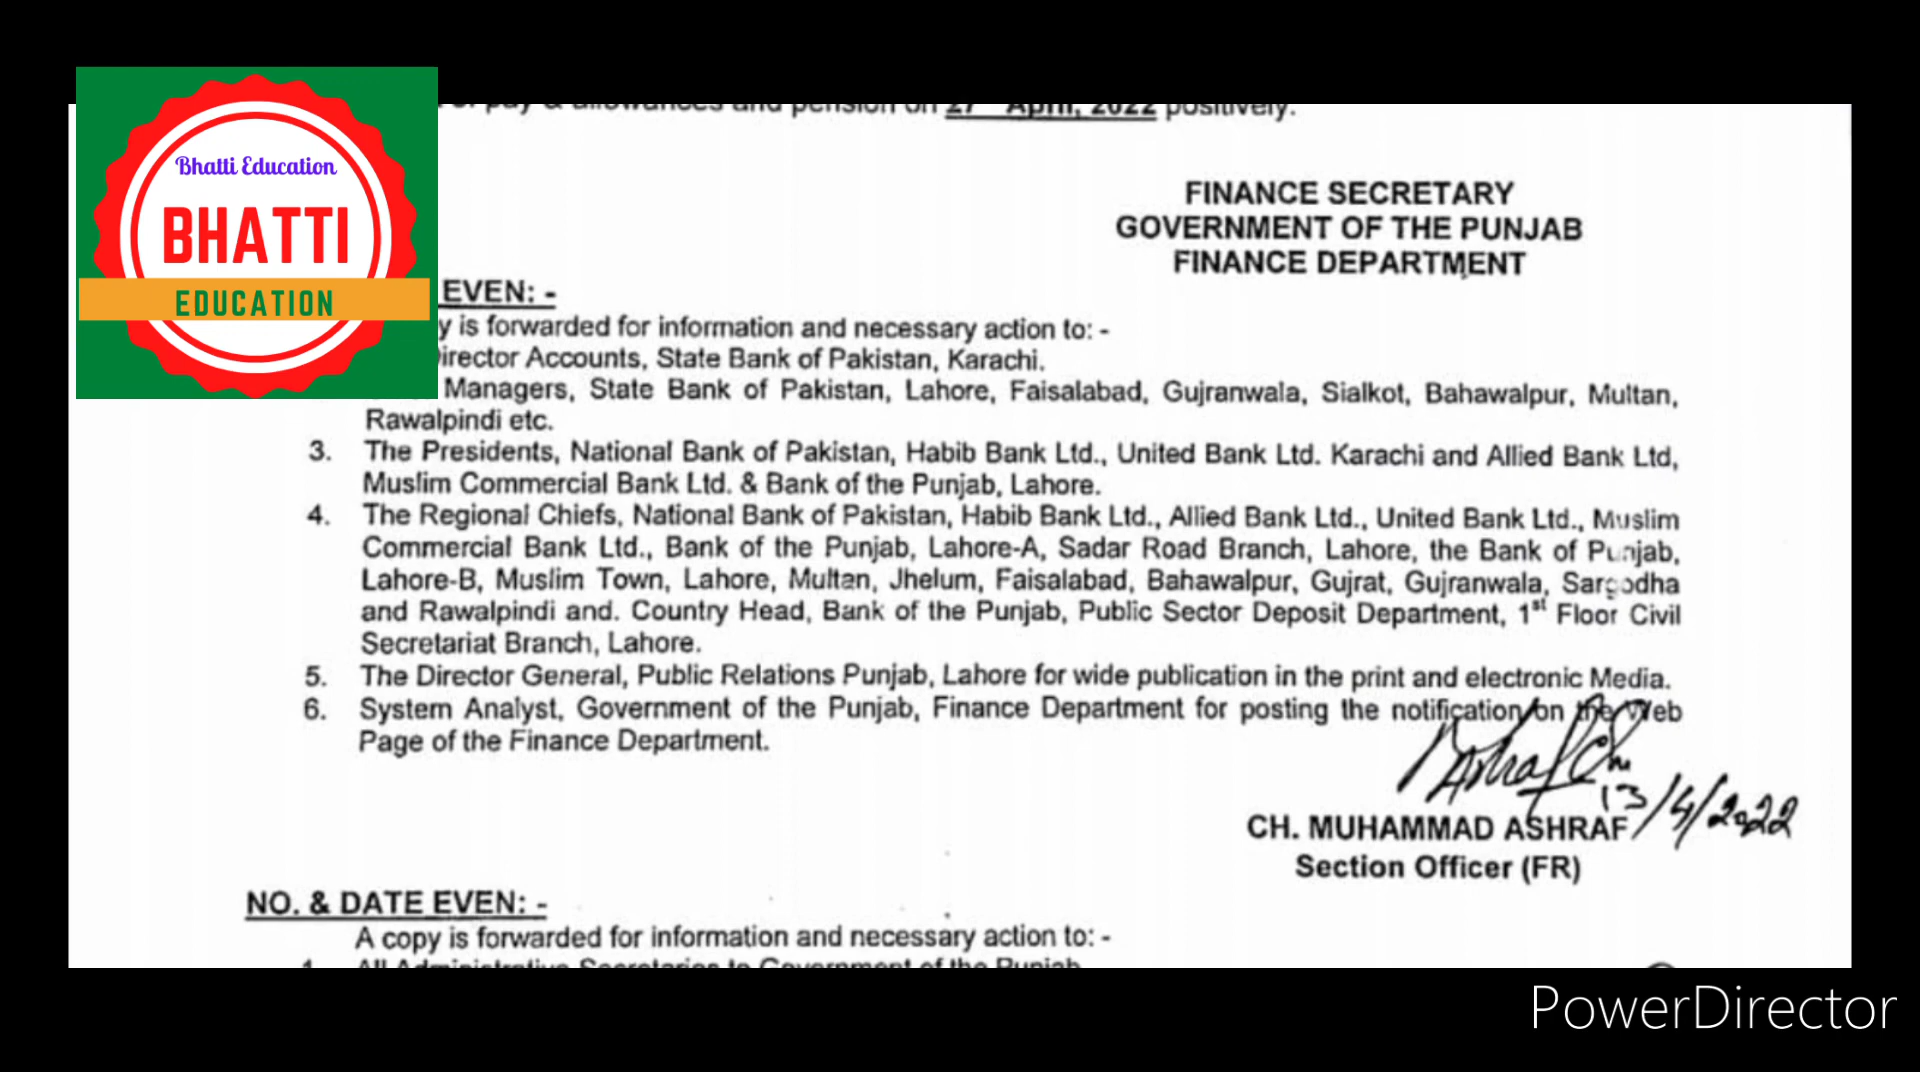 Bhatti Education
BHATTI
EDUCATION
pay & allowances and pension on 27 April, 2022 positively.
FINANCE SECRETARY
GOVERNMENT OF THE PUNJAB
FINANCE DEPARTMENT
EVEN: -
is forwarded for information and necessary action to: -
Director Accounts, State Bank of Pakistan, Karachi.
Managers, State Bank of Pakistan, Lahore, Faisalabad, Gujranwala, Sialkot, Bahawalpur, Multan,
Rawalpindi etc.
3. The Presidents, National Bank of Pakistan, Habib Bank Ltd., United Bank Ltd. Karachi and Allied Bank Ltd,
Muslim Commercial Bank Ltd. & Bank of the Punjab, Lahore.
4. The Regional Chiefs, National Bank of Pakistan, Habib Bank Ltd., Allied Bank Ltd., United Bank Ltd., Muslim
Commercial Bank Ltd., Bank of the Punjab, Lahore-A, Sadar Road Branch, Lahore, the Bank of Punjab,
Lahore-B, Muslim Town, Lahore, Multan, Jhelum, Faisalabad, Bahawalpur, Gujrat, Gujranwala, Sargodha
and Rawalpindi and. Country Head, Bank of the Punjab, Public Sector Deposit Department, 1st Floor Civil
Secretariat Branch, Lahore.
5. The Director General, Public Relations Punjab, Lahore for wide publication in the print and electronic Media.
6. System Analyst, Government of the Punjab, Finance Department for posting the notification on the Web
Page of the Finance Department.
13/4/2022
CH. MUHAMMAD ASHRAF
Section Officer (FR)
NO. & DATE EVEN: -
A copy is forwarded for information and necessary action to: -
1. All Administrative Secretaries to Government of the Punjab
PowerDirector